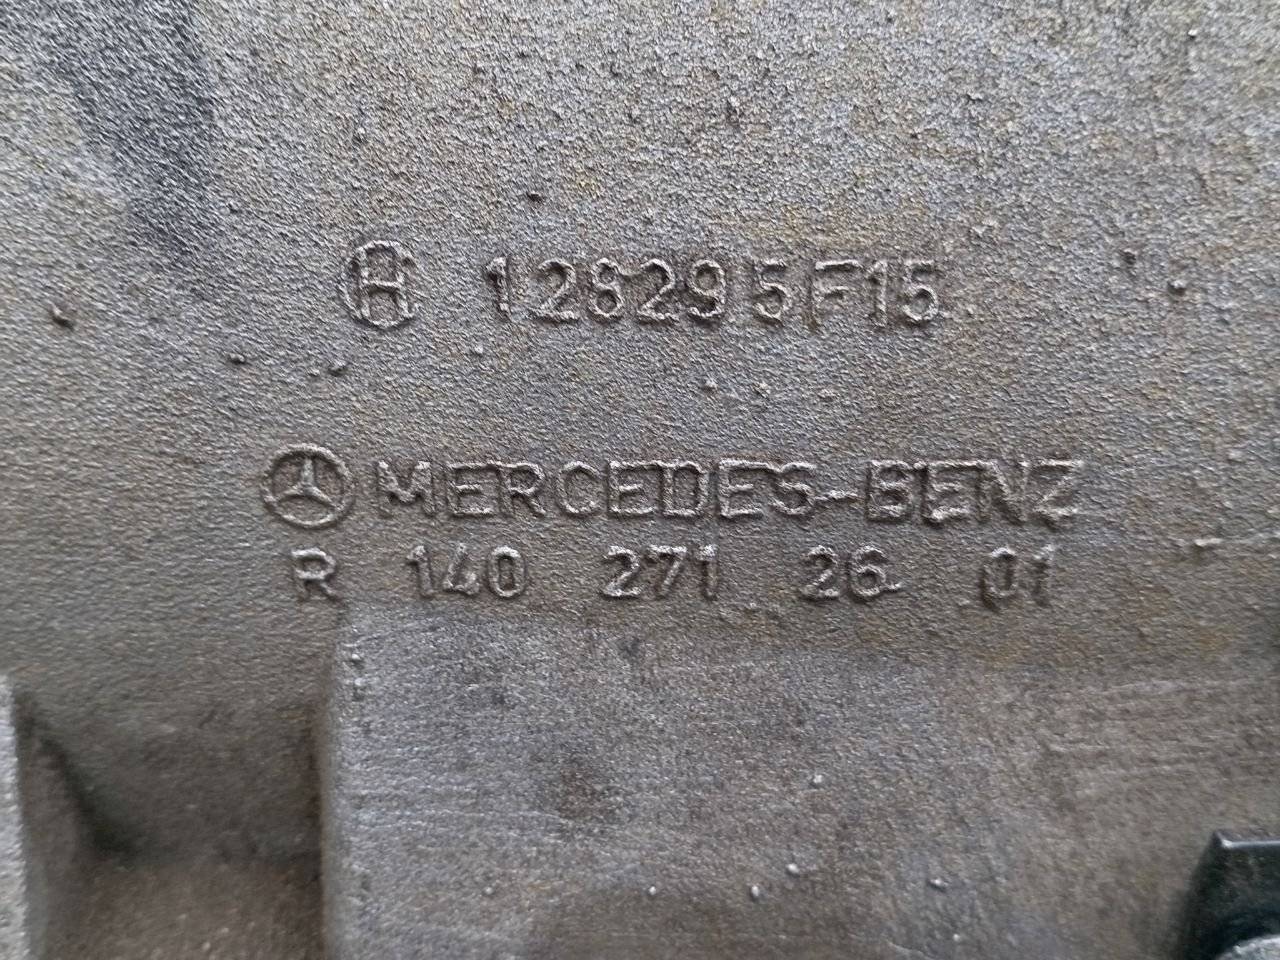 H 128295F15
MERCEDES-BENZ
R 140 271 26 01